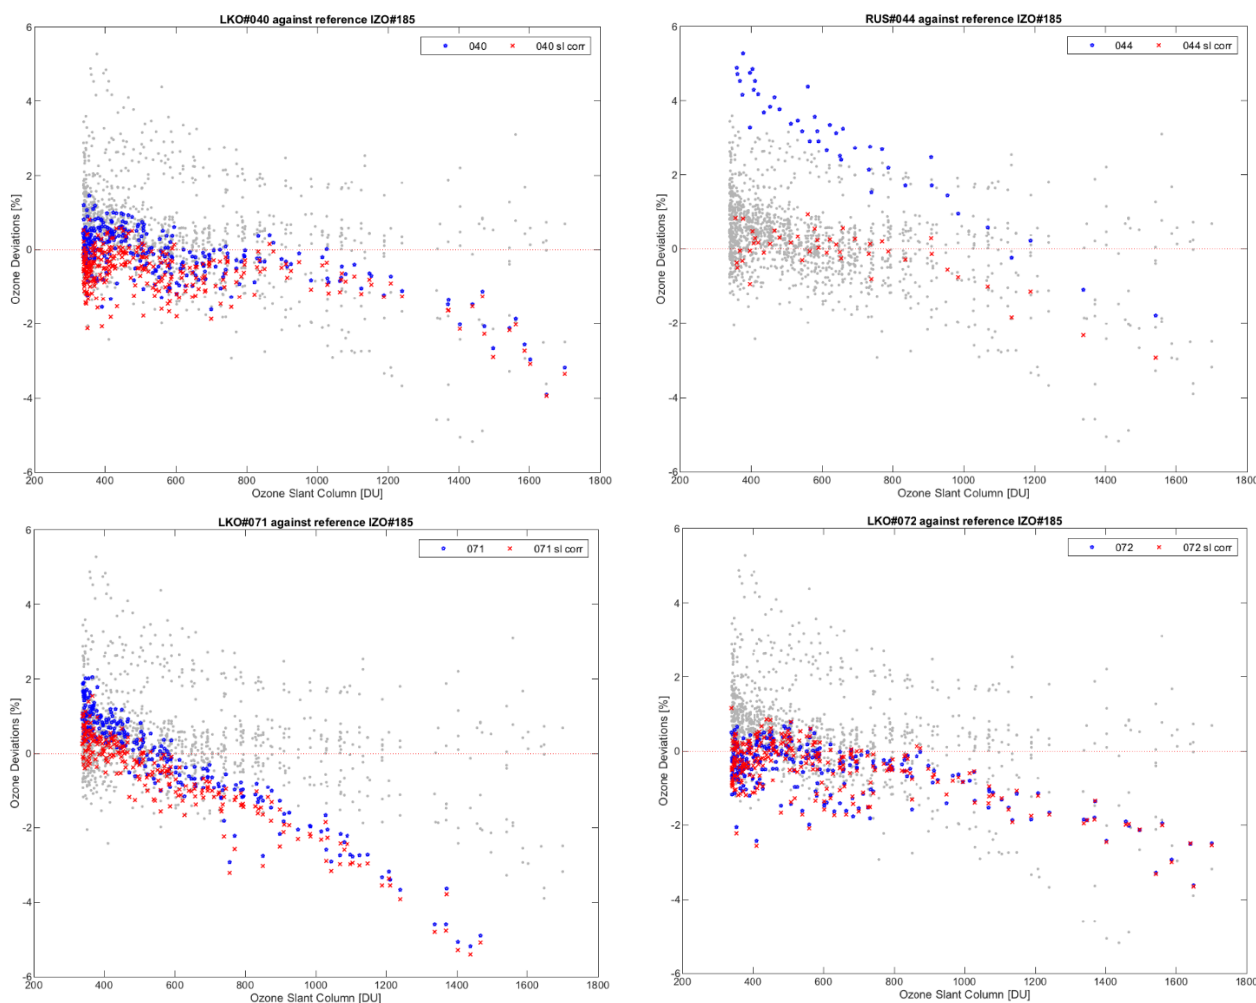 LKO#040 against reference IZO#185
040 040 sl corr
6
4
2
0
-2
-4
-6
Ozone Deviations [%]
200 400 600 800 1000 1200 1400 1600 1800
Ozone Slant Column [DU]
RUS#044 against reference IZO#185
044 044 sl corr
6
4
2
0
-2
-4
-6
Ozone Deviations [%]
200 400 600 800 1000 1200 1400 1600 1800
Ozone Slant Column [DU]
LKO#071 against reference IZO#185
071 071 sl corr
6
4
2
0
-2
-4
-6
Ozone Deviations [%]
200 400 600 800 1000 1200 1400 1600 1800
Ozone Slant Column [DU]
LKO#072 against reference IZO#185
072 072 sl corr
6
4
2
0
-2
-4
-6
Ozone Deviations [%]
200 400 600 800 1000 1200 1400 1600 1800
Ozone Slant Column [DU]